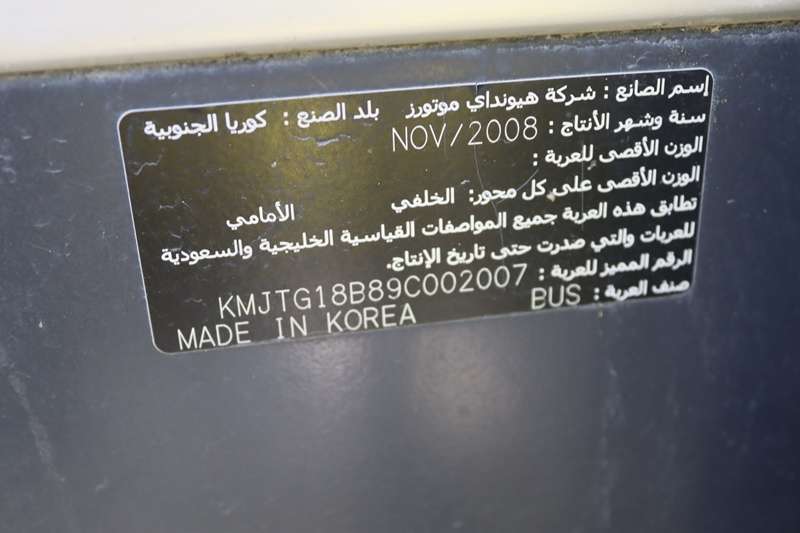 إسم الصانع : شركة هيونداي موتورز بلد الصنع : كوريا الجنوبية
سنة وشهر الأنتاج : NOV/2008
الوزن الأقصى للعربة :
الوزن الأقصى على كل محور: الخلفي الأمامي
تطابق هذه العربة جميع المواصفات القياسية الخليجية والسعودية
للعربات والتي صدرت حتى تاريخ الإنتاج.
الرقم المميز للعربة : KMJTG18B89C002007
صنف العربة : BUS
MADE IN KOREA